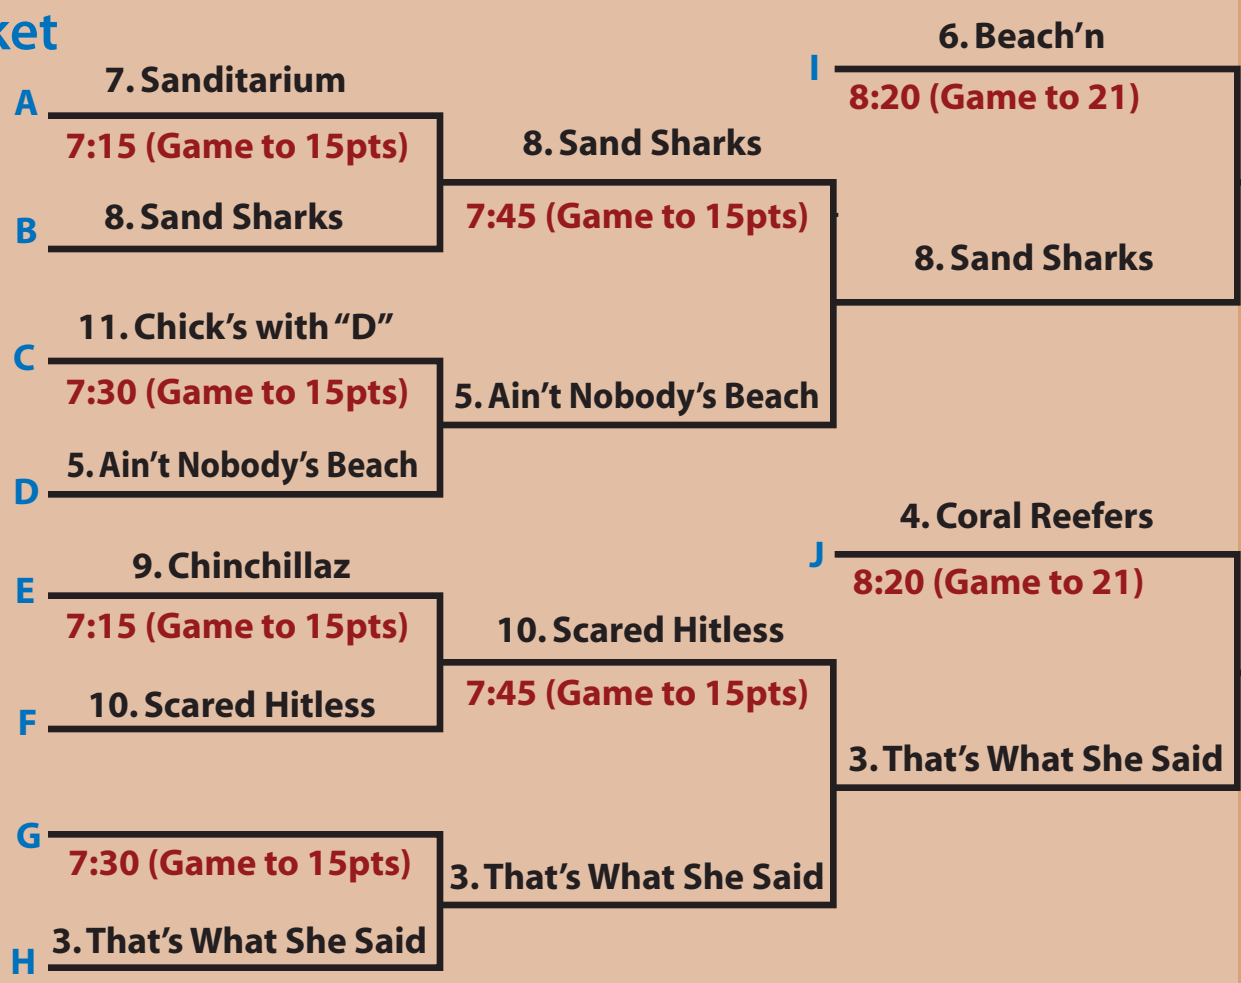 ket
A
7. Sanditarium
7:15 (Game to 15pts)
B
8. Sand Sharks
C
11. Chick’s with “D”
7:30 (Game to 15pts)
D
5. Ain’t Nobody’s Beach
E
9. Chinchillaz
7:15 (Game to 15pts)
F
10. Scared Hitless
G
7:30 (Game to 15pts)
H
3. That’s What She Said
8. Sand Sharks
7:45 (Game to 15pts)
5. Ain’t Nobody’s Beach
10. Scared Hitless
7:45 (Game to 15pts)
3. That’s What She Said
I
6. Beach’n
8:20 (Game to 21)
8. Sand Sharks
J
4. Coral Reefers
8:20 (Game to 21)
3. That’s What She Said